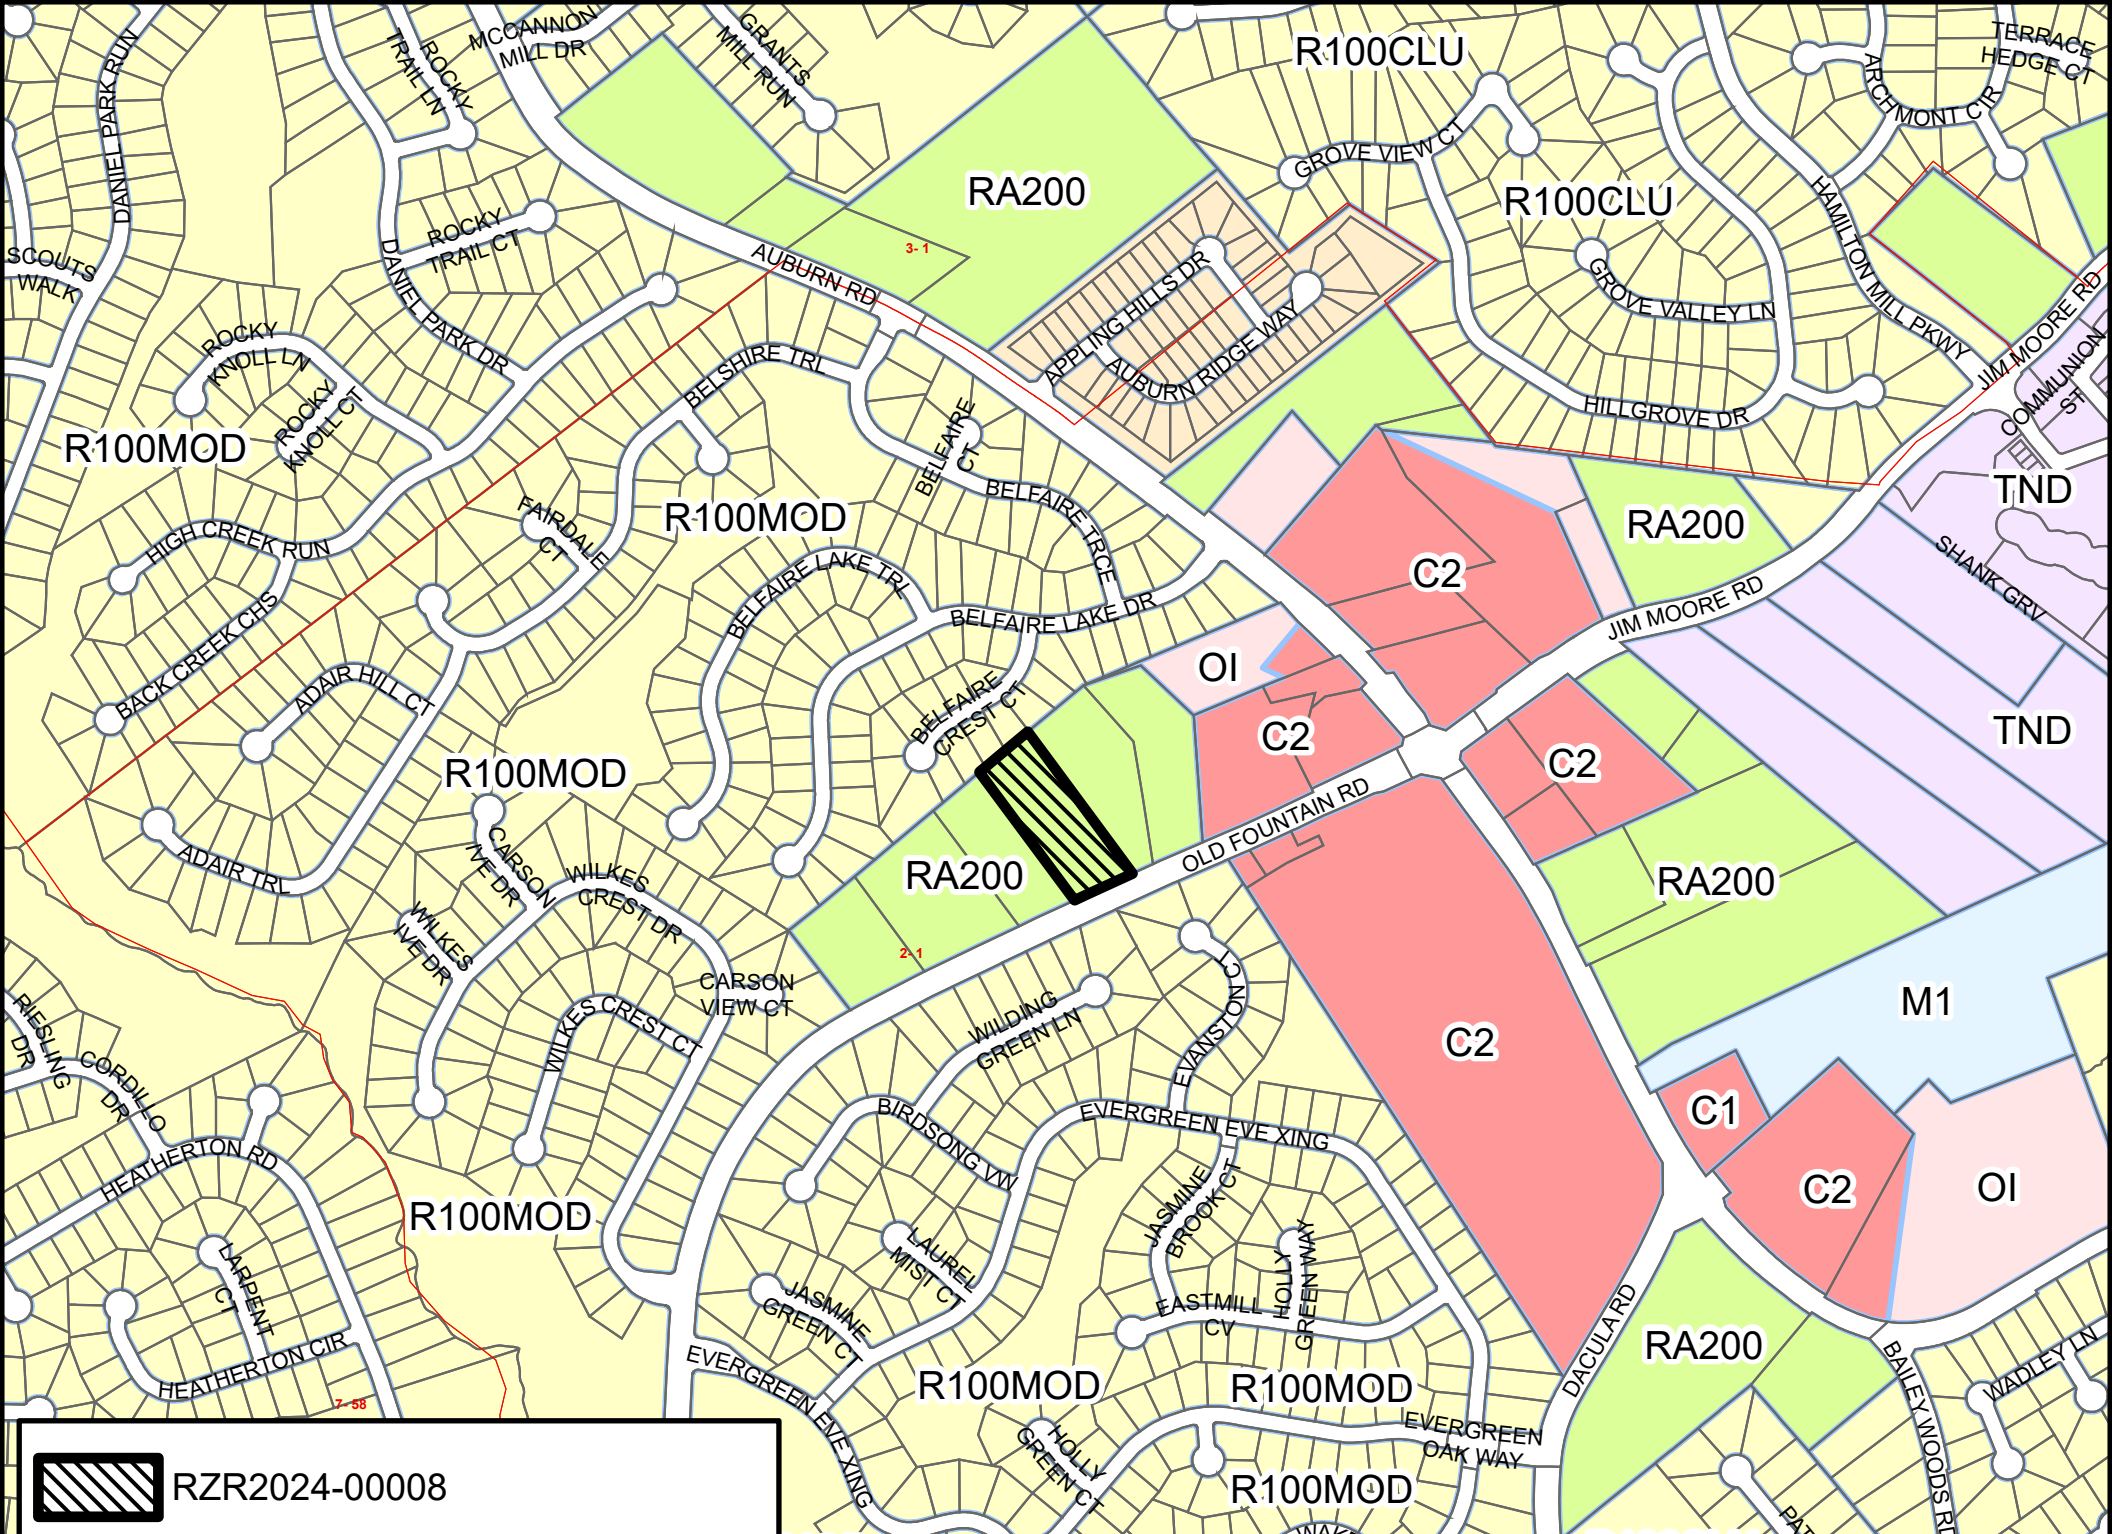 MCCANNON
MILL DR
GRANTS
MILL RUN
ROCKY
TRAIL LN
DANIEL PARK RUN
R100CLU
TERRACE
HEDGE CT
ARCHMONT CIR
GROVE VIEW CT
RA200
R100CLU
HAMILTON MILL PKWY
SCOUTS
WALK
ROCKY
TRAIL CT
DANIEL PARK DR
3- 1
AUBURN RD
APPLING HILLS DR
AUBURN RIDGE WAY
GROVE VALLEY LN
JIM MOORE RD
COMMUNION
ST
ROCKY
KNOLL LN
ROCKY
KNOLL CT
BELSHIRE TRL
HILLGROVE DR
R100MOD
BELFAIRE
CT
BELFAIRE TRCE
FAIRDALE
CT
R100MOD
TND
RA200
HIGH CREEK RUN
C2
SHANK GRV
BELFAIRE LAKE TRL
BELFAIRE LAKE DR
JIM MOORE RD
BACK CREEK CHS
ADAIR HILL CT
OI
BELFAIRE
CREST CT
C2
TND
C2
R100MOD
OLD FOUNTAIN RD
ADAIR TRL
CARSON
IVE DR
WILKES
CREST DR
RA200
RA200
WILKES
IVE DR
2- 1
CARSON
VIEW CT
EVANSTON CT
WILDING
GREEN LN
M1
RIESLING
DR
CORDILLO
DR
WILKES CREST CT
C2
BIRDSONG VW
EVERGREEN EVE XING
C1
HEATHERTON RD
JASMINE
BROOK CT
C2
OI
R100MOD
LARPENT
CT
LAUREL
MIST CT
HOLLY
GREEN WAY
JASMINE
GREEN CT
EASTMILL
CV
DACULA RD
RA200
HEATHERTON CIR
EVERGREEN EVE XING
R100MOD
R100MOD
BAILEY WOODS RD
WADLEY LN
7- 58
HOLLY
GREEN CT
EVERGREEN
OAK WAY
R100MOD
RZR2024-00008